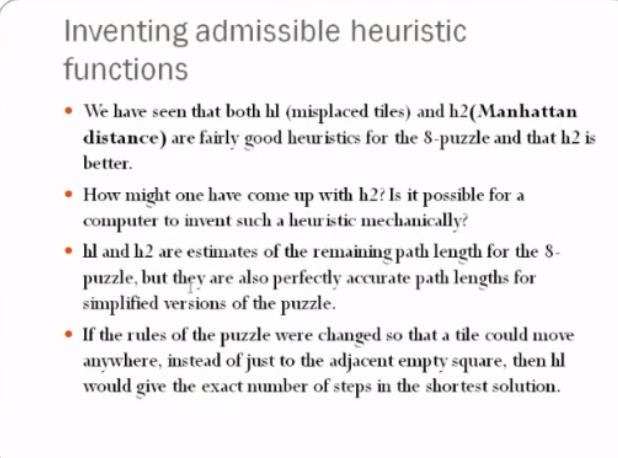 Inventing admissible heuristic
functions
• We have seen that both hl (misplaced tiles) and h2(Manhattan
distance) are fairly good heuristics for the 8-puzzle and that h2 is
better.
• How might one have come up with h2? Is it possible for a
computer to invent such a heuristic mechanically?
• hl and h2 are estimates of the remaining path length for the 8-
puzzle, but they are also perfectly accurate path lengths for
simplified versions of the puzzle.
• If the rules of the puzzle were changed so that a tile could move
anywhere, instead of just to the adjacent empty square, then hl
would give the exact number of steps in the shortest solution.